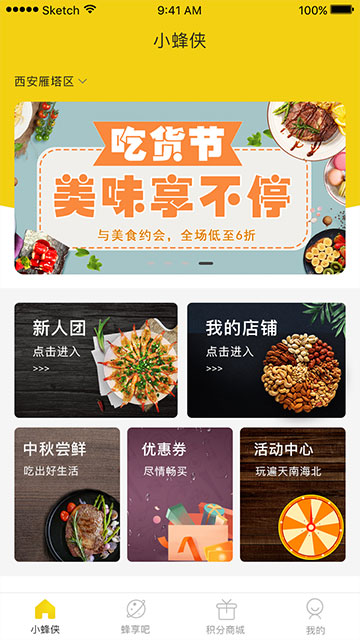 Sketch
9:41 AM
100%
小蜂侠
西安雁塔区
吃货节
美味享不停
与美食约会，全场低至6折
新人团
点击进入
>>>
我的店铺
点击进入
>>>
中秋尝鲜
吃出好生活
优惠券
尽情畅买
活动中心
玩遍天南海北
小蜂侠
蜂享吧
积分商城
我的